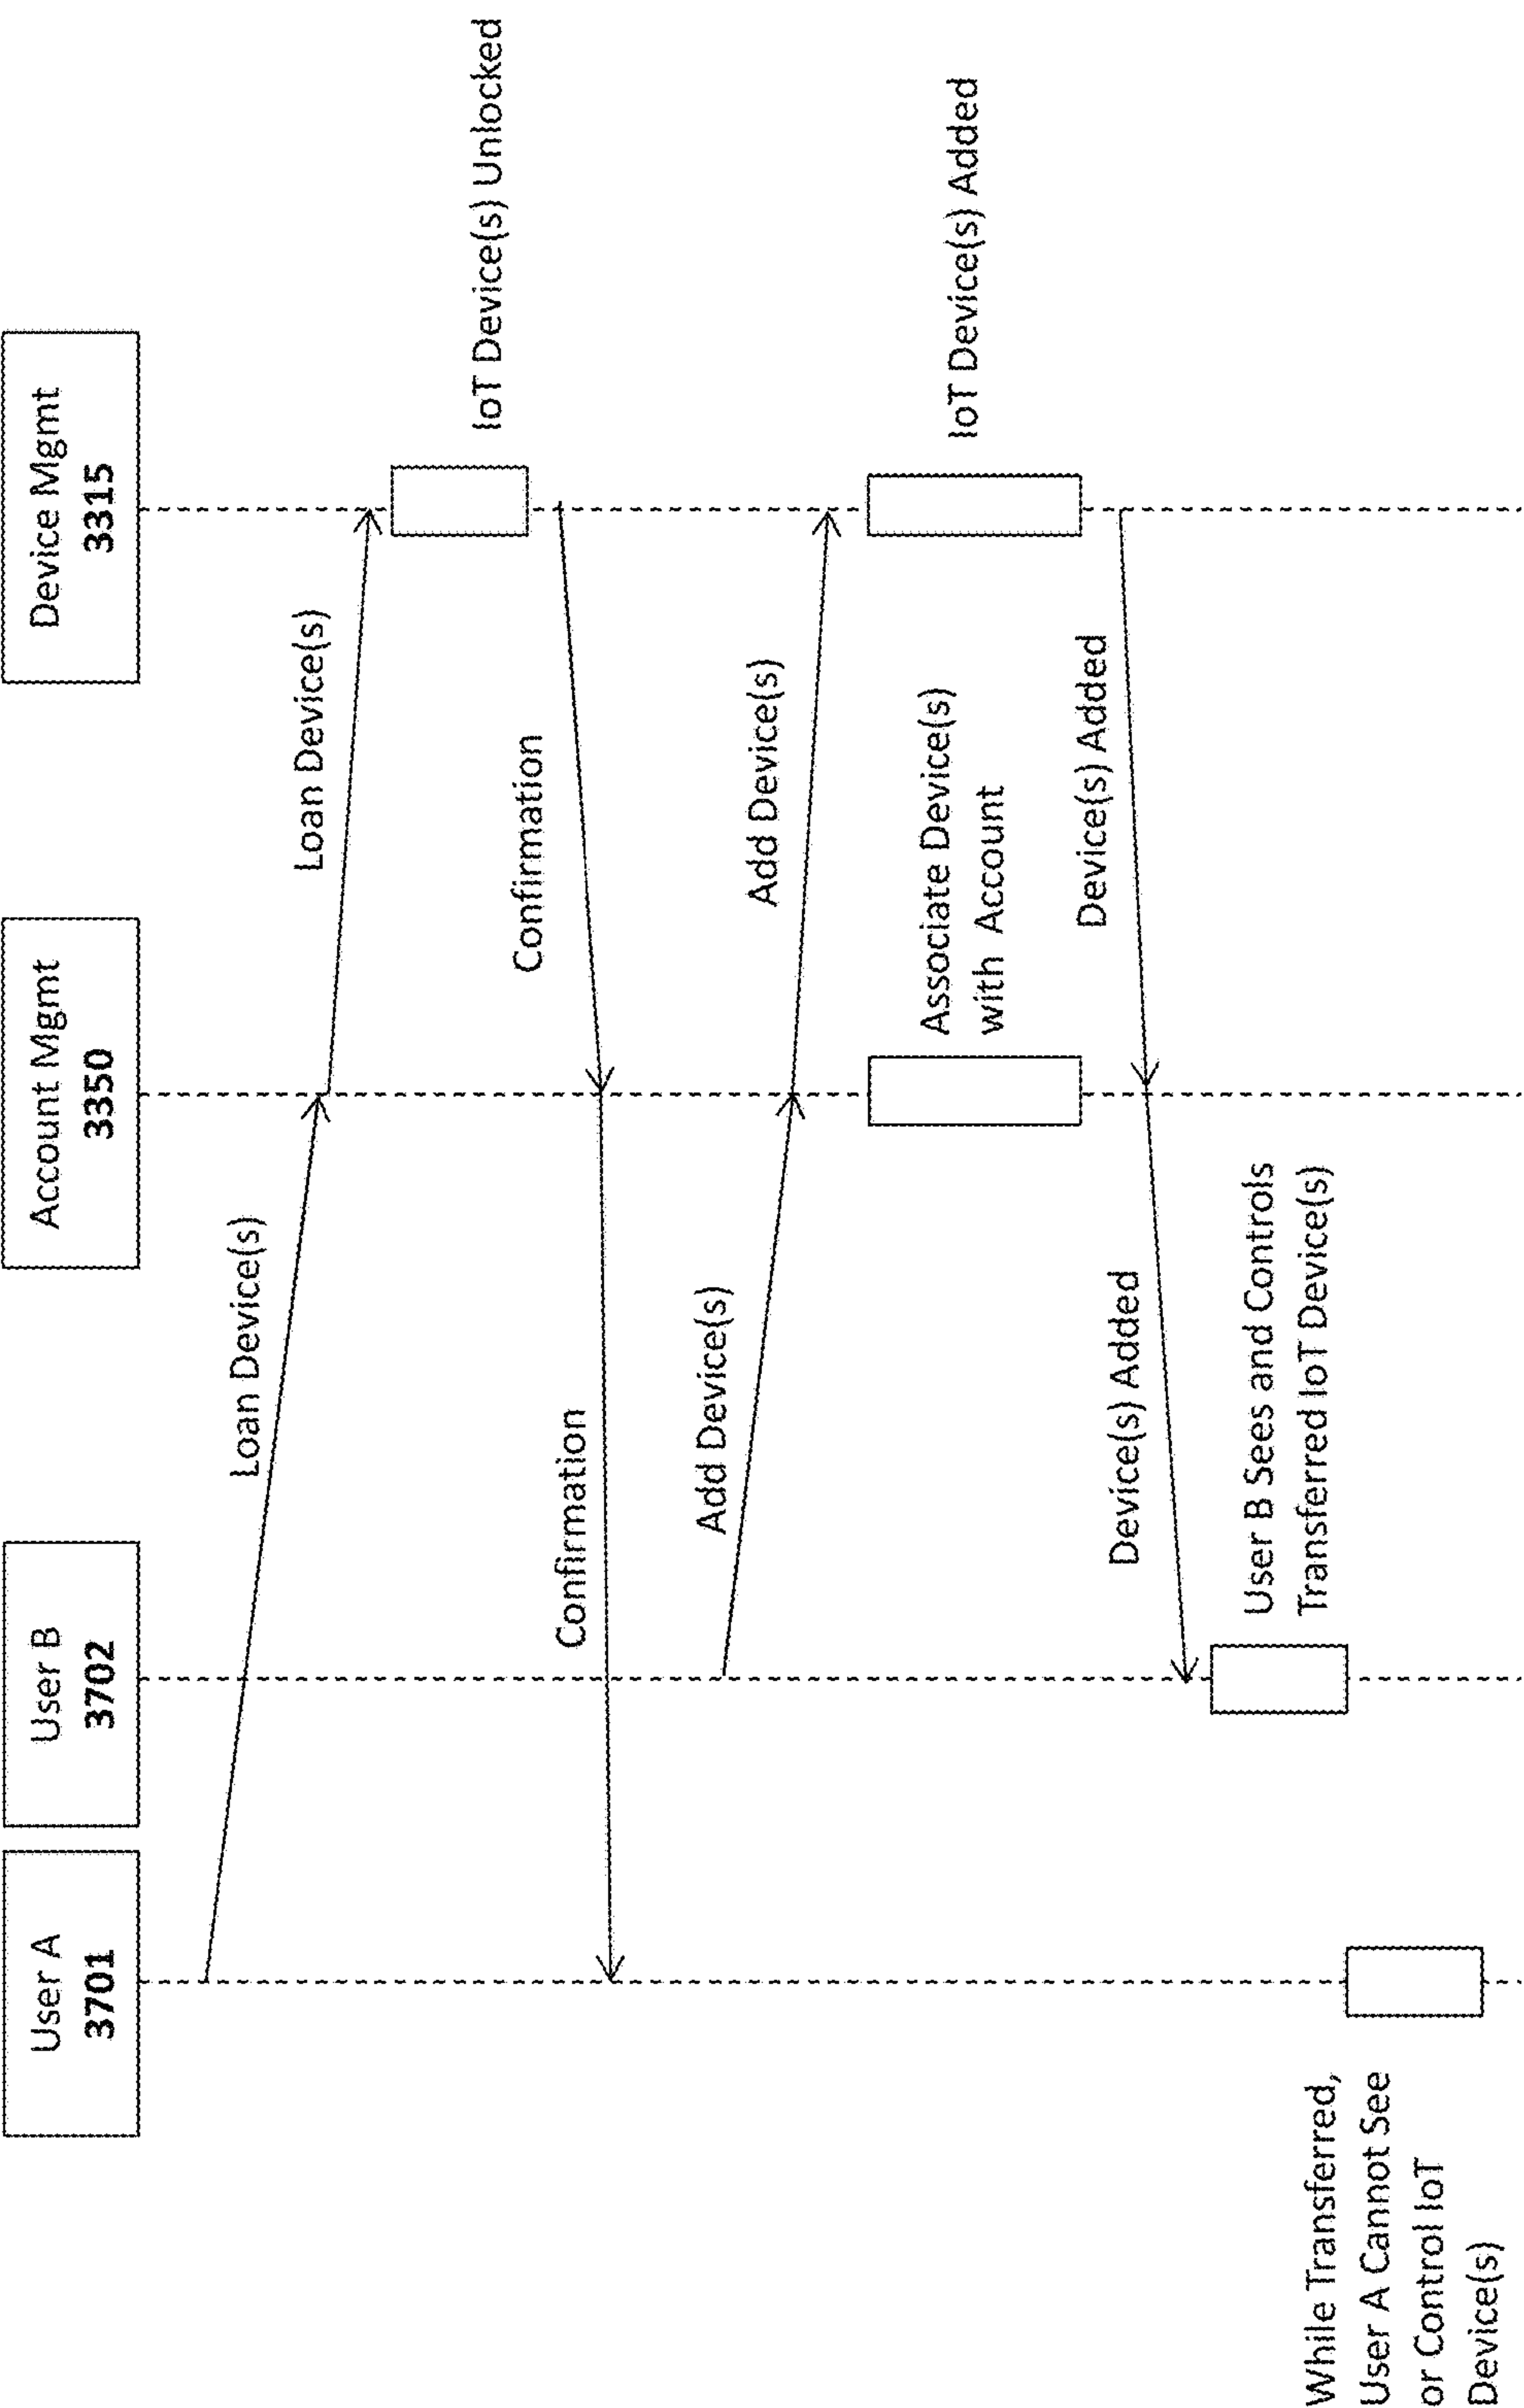 User A
3701
User B
3702
Account Mgmt
3350
Device Mgmt
3315
Loan Device(s)
Loan Device(s)
IoT Device(s) Unlocked
Confirmation
Confirmation
Add Device(s)
Add Device(s)
Associate Device(s)
with Account
IoT Device(s) Added
Device(s) Added
Device(s) Added
User B Sees and Controls
Transferred IoT Device(s)
While Transferred,
User A Cannot See
or Control IoT
Device(s)